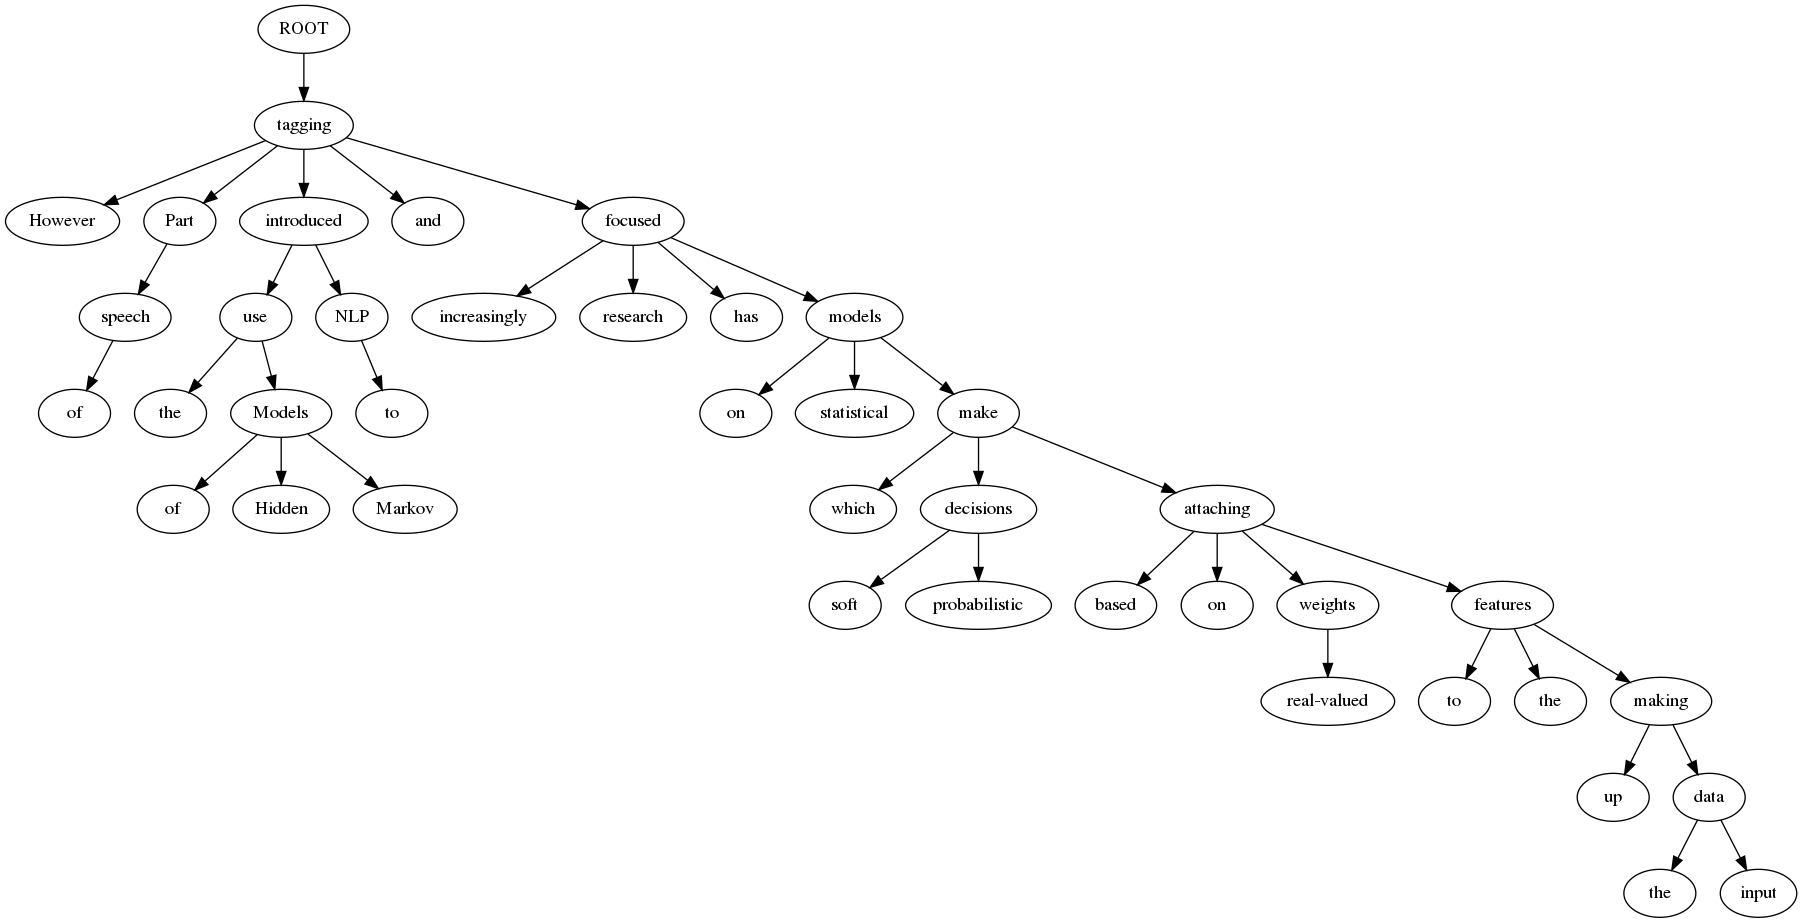 ROOT
tagging
However Part introduced and focused
speech use NLP increasingly research has models
of the Models to on statistical make
of Hidden Markov which decisions attaching
soft probabilistic based on weights features
real-valued to the making
up data
the input